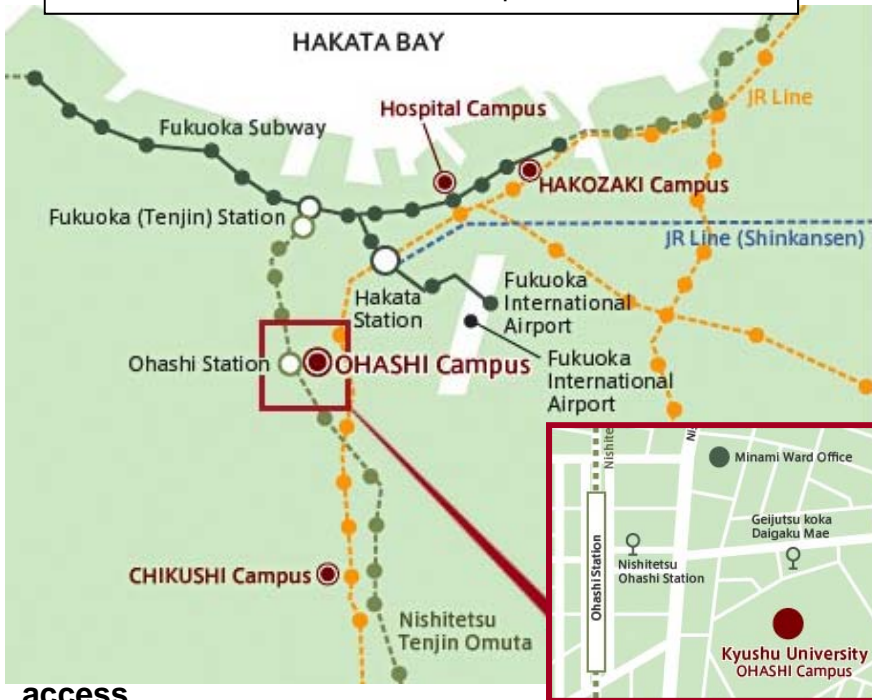 HAKATA BAY
JR Line
Hospital Campus
Fukuoka Subway
HAKOZAKI Campus
Fukuoka (Tenjin) Station
JR Line (Shinkansen)
Hakata
Station
Fukuoka
International
Airport
Ohashi Station
OHASHI Campus
Fukuoka
International
Airport
Minami Ward Office
Geijutsu koka
Daigaku Mae
Ohashi Station
Nishitetsu
Ohashi Station
CHIKUSHI Campus
Nishitetsu
Tenjin Omuta
Kyushu University
OHASHI Campus
access